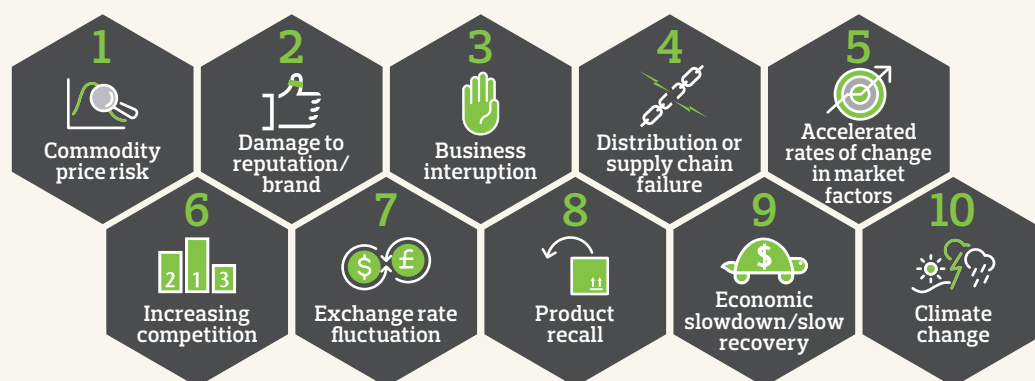 1
Commodity
price risk
2
Damage to
reputation/
brand
3
Business
interuption
4
Distribution or
supply chain
failure
5
Accelerated
rates of change
in market
factors
6
2 1 3
Increasing
competition
7
$ £
Exchange rate
fluctuation
8
Product
recall
9
$
Economic
slowdown/slow
recovery
10
Climate
change